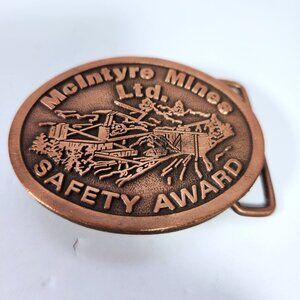 McIntyre Mines
Ltd.
SAFETY AWARD